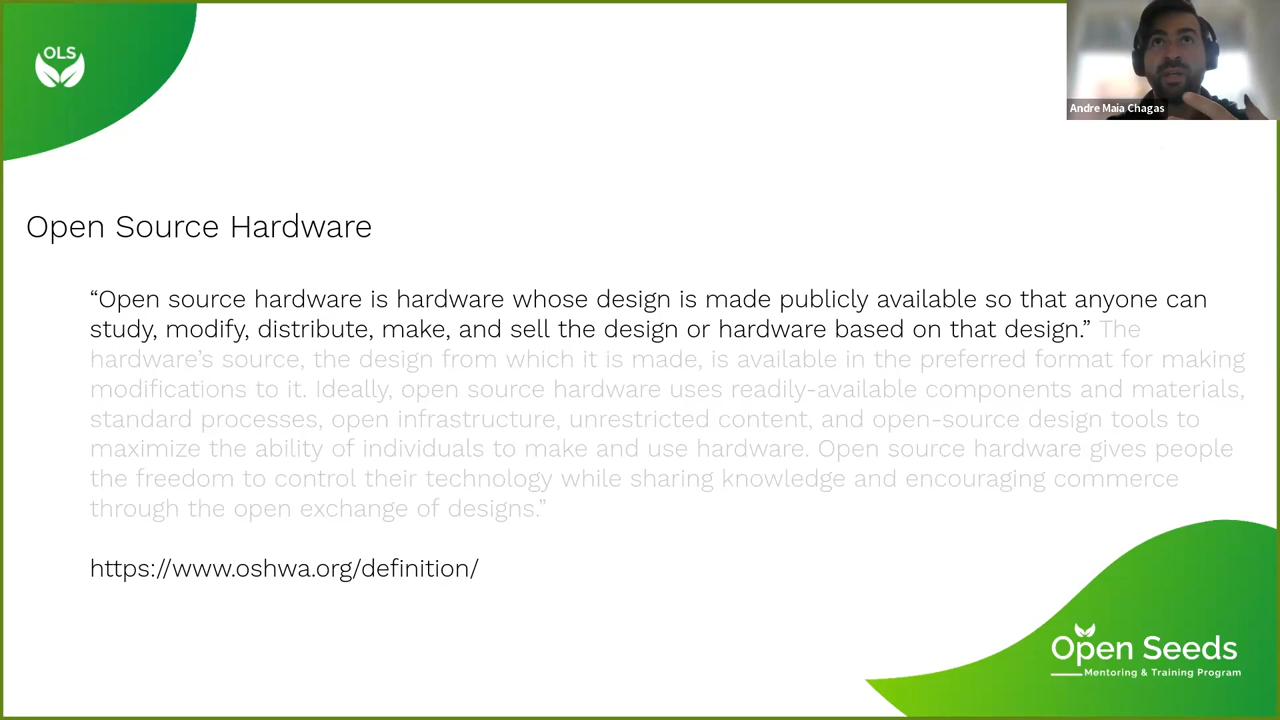 OLS
Andre Maia Chagas
Open Source Hardware
“Open source hardware is hardware whose design is made publicly available so that anyone can
study, modify, distribute, make, and sell the design or hardware based on that design.” The
hardware’s source, the design from which it is made, is available in the preferred format for making
modifications to it. Ideally, open source hardware uses readily-available components and materials,
standard processes, open infrastructure, unrestricted content, and open-source design tools to
maximize the ability of individuals to make and use hardware. Open source hardware gives people
the freedom to control their technology while sharing knowledge and encouraging commerce
through the open exchange of designs.”
https://www.oshwa.org/definition/
Open Seeds
Mentoring & Training Program